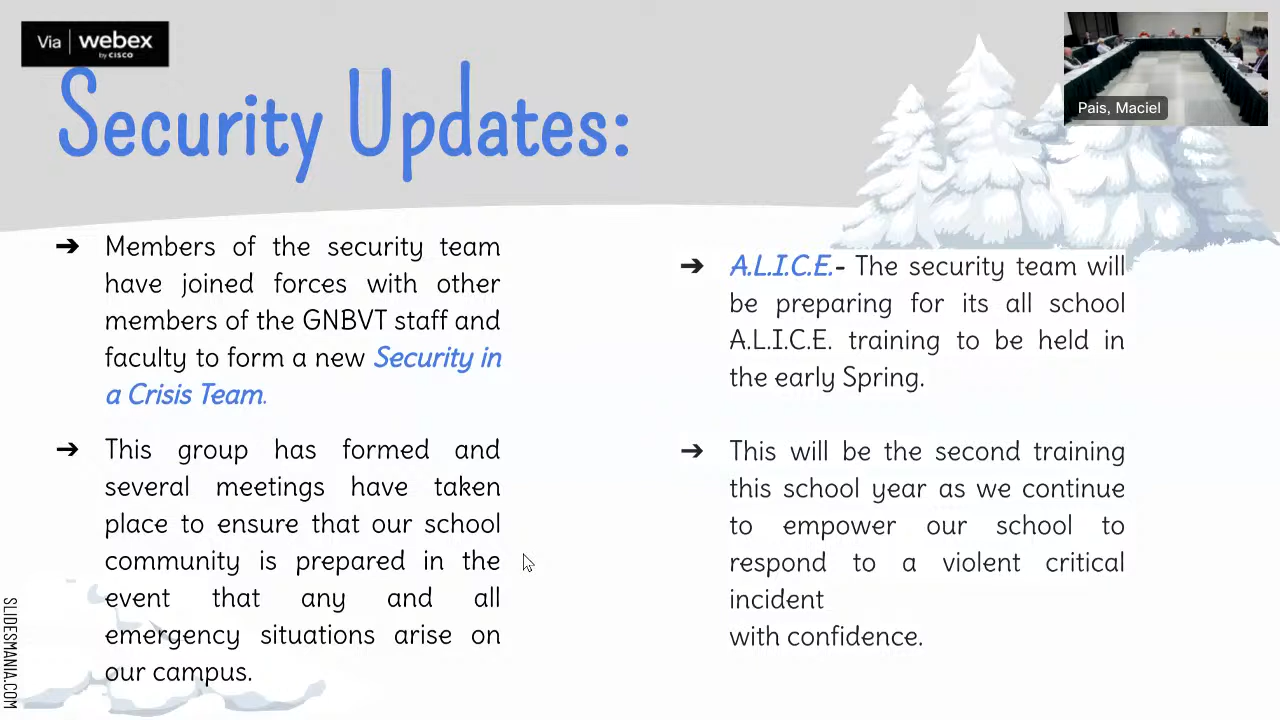 Via webex
by CISCO
Security Updates:
Pais, Maciel
➔ Members of the security team
have joined forces with other
members of the GNBVT staff and
faculty to form a new Security in
a Crisis Team.
➔ This group has formed and
several meetings have taken
place to ensure that our school
community is prepared in the
event that any and all
emergency situations arise on
our campus.
➔ A.L.I.C.E.- The security team will
be preparing for its all school
A.L.I.C.E. training to be held in
the early Spring.
➔ This will be the second training
this school year as we continue
to empower our school to
respond to a violent critical
incident
with confidence.
SLIDESMANIA.COM